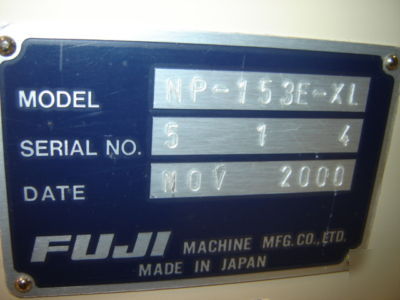 MODEL NP-153E-XL
SERIAL NO. 5 1 4
DATE NOV 2000
FUJI MACHINE MFG.CO.,LTD.
MADE IN JAPAN